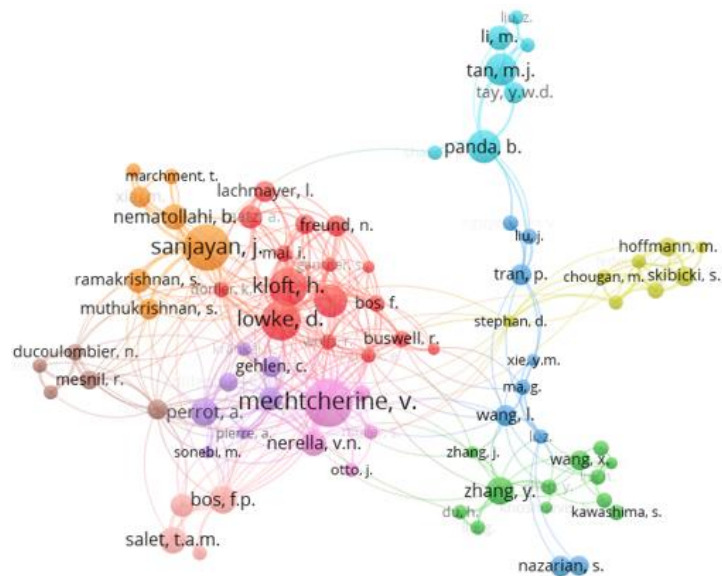 liu, z.
li, m.
tan, m.j.
tay, y.w.d.
panda, b.
marchment, t.
lachmayer, l.
nematollahi, b.
freund, n.
sanjayan, j.
mai, i.
liu, j.
hoffmann, m.
ramakrishnan, s.
kloft, h.
tran, p.
chougan, m.
skibicki, s.
muthukrishnan, s.
bos, f.
lowke, d.
stephan, d.
buswell, r.
ducoulombier, n.
gehlen, c.
xie, y.m.
mesnil, r.
mechtcherine, v.
ma, g.
perrot, a.
wang, l.
pierre, a.
nerella, v.n.
sonebi, m.
zhang, j.
wang, x.
otto, j.
bos, f.p.
zhang, y.
du, h.
kawashima, s.
salet, t.a.m.
nazarian, s.